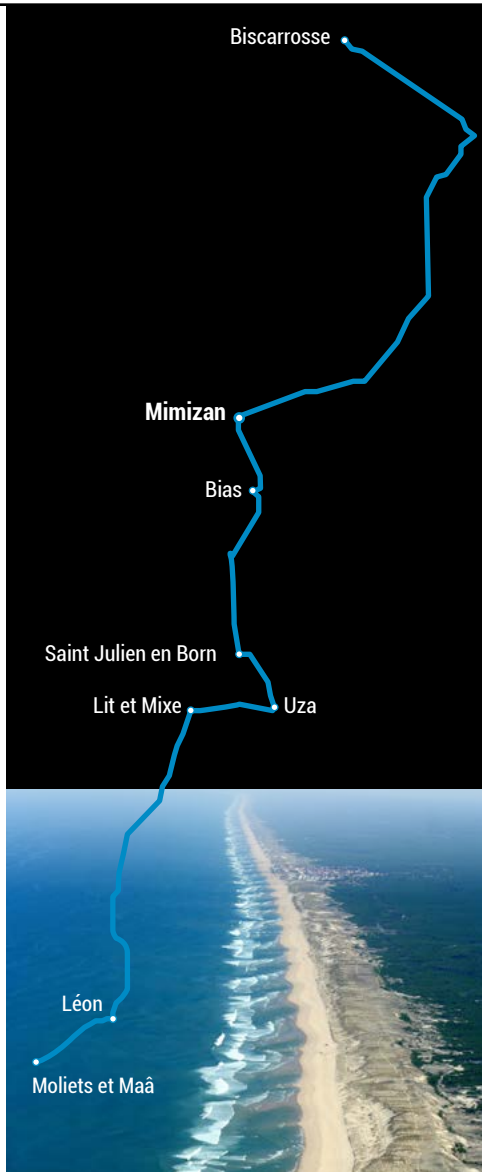 Biscarrosse
Mimizan
Bias
Saint Julien en Born
Lit et Mixe
Uza
Léon
Moliets et Maâ